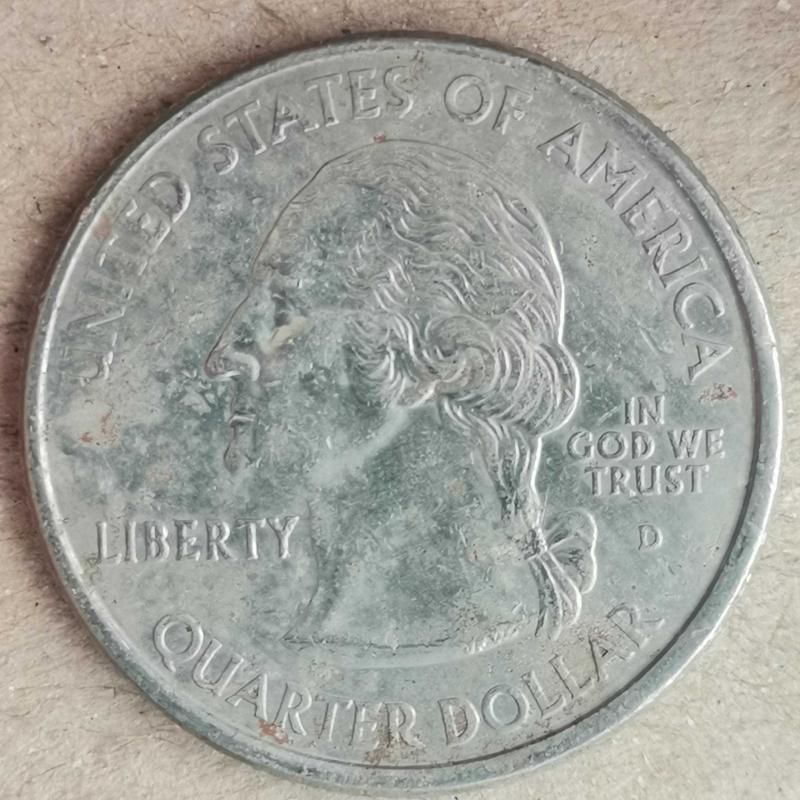 UNITED STATES OF AMERICA
LIBERTY
IN
GOD WE
TRUST
D
QUARTER DOLLAR